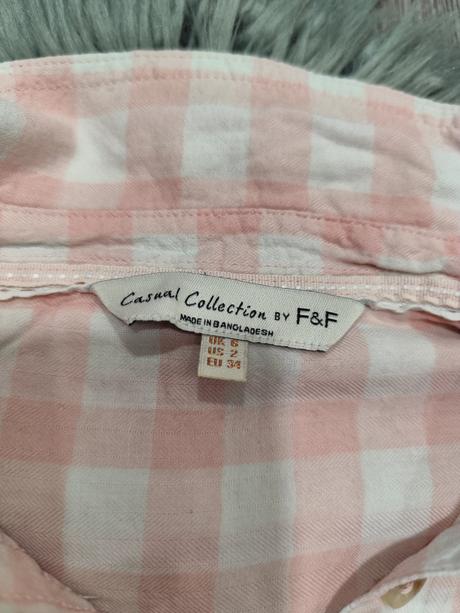 Casual Collection BY F&F
MADE IN BANGLADESH
UK 6
US 2
EU 34